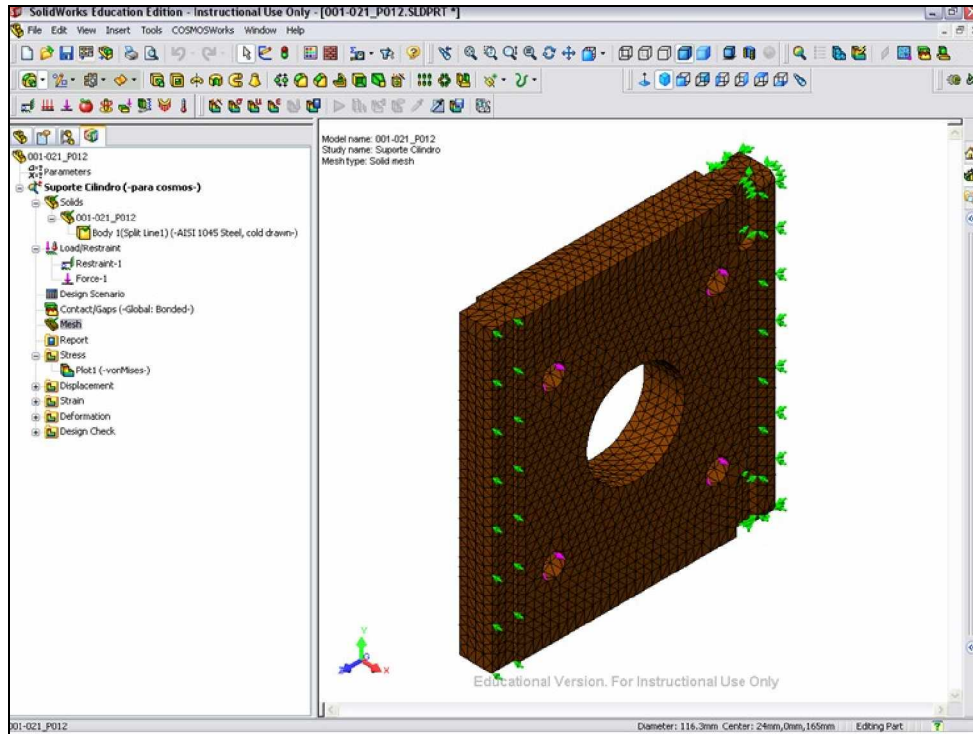 SolidWorks Education Edition - Instructional Use Only - [001-021_P012.SLDPRT *]
File Edit View Insert Tools COSMOSWorks Window Help
001-021_P012
Parameters
Suporte Cilindro (-para cosmos-)
Solids
001-021_P012
Body 1(Split Line1) (-AISI 1045 Steel, cold drawn-)
Load/Restraint
Restraint-1
Force-1
Design Scenario
Contact/Gaps (-Global: Bonded-)
Mesh
Report
Stress
Plot1 (-vonMises-)
Displacement
Strain
Deformation
Design Check
Model name: 001-021_P012
Study name: Suporte Cilindro
Mesh type: Solid mesh
Y
X
Educational Version. For Instructional Use Only
001-021_P012 Diameter: 116.3mm Center: 24mm,0mm,165mm Editing Part